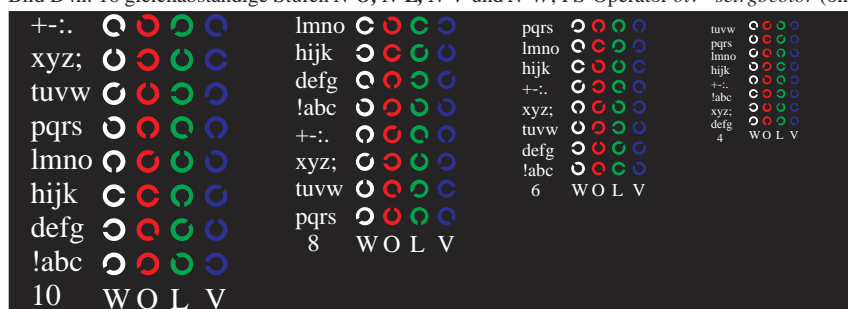 +-:.
xyz;
tuvw
pqrs
lmno
hijk
defg
!abc
10 W O L V
lmno
hijk
defg
!abc
+-:.
xyz;
tuvw
pqrs
8 W O L V
pqrs
lmno
hijk
+-:.
xyz;
tuvw
defg
!abc
6 W O L V
tuvw
pqrs
lmno
hijk
+-:.
!abc
xyz;
defg
4 W O L V